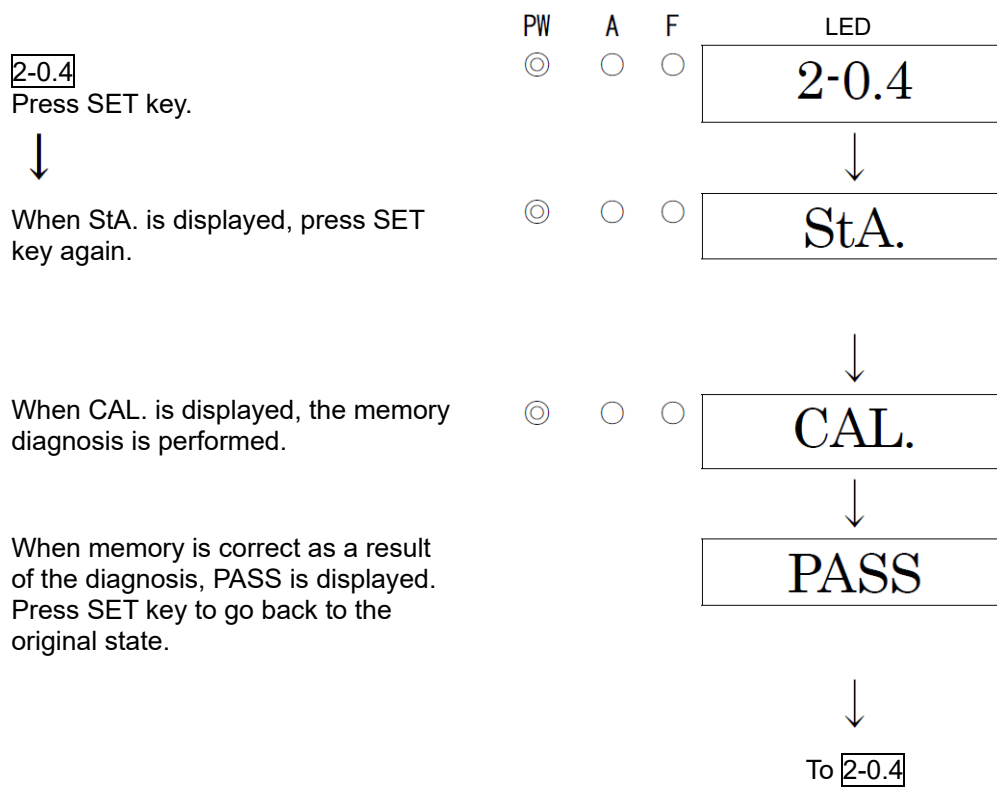 PW A F LED
2-0.4
Press SET key.
2-0.4
When StA. is displayed, press SET
key again.
StA.
When CAL. is displayed, the memory
diagnosis is performed.
CAL.
When memory is correct as a result
of the diagnosis, PASS is displayed.
Press SET key to go back to the
original state.
PASS
To 2-0.4